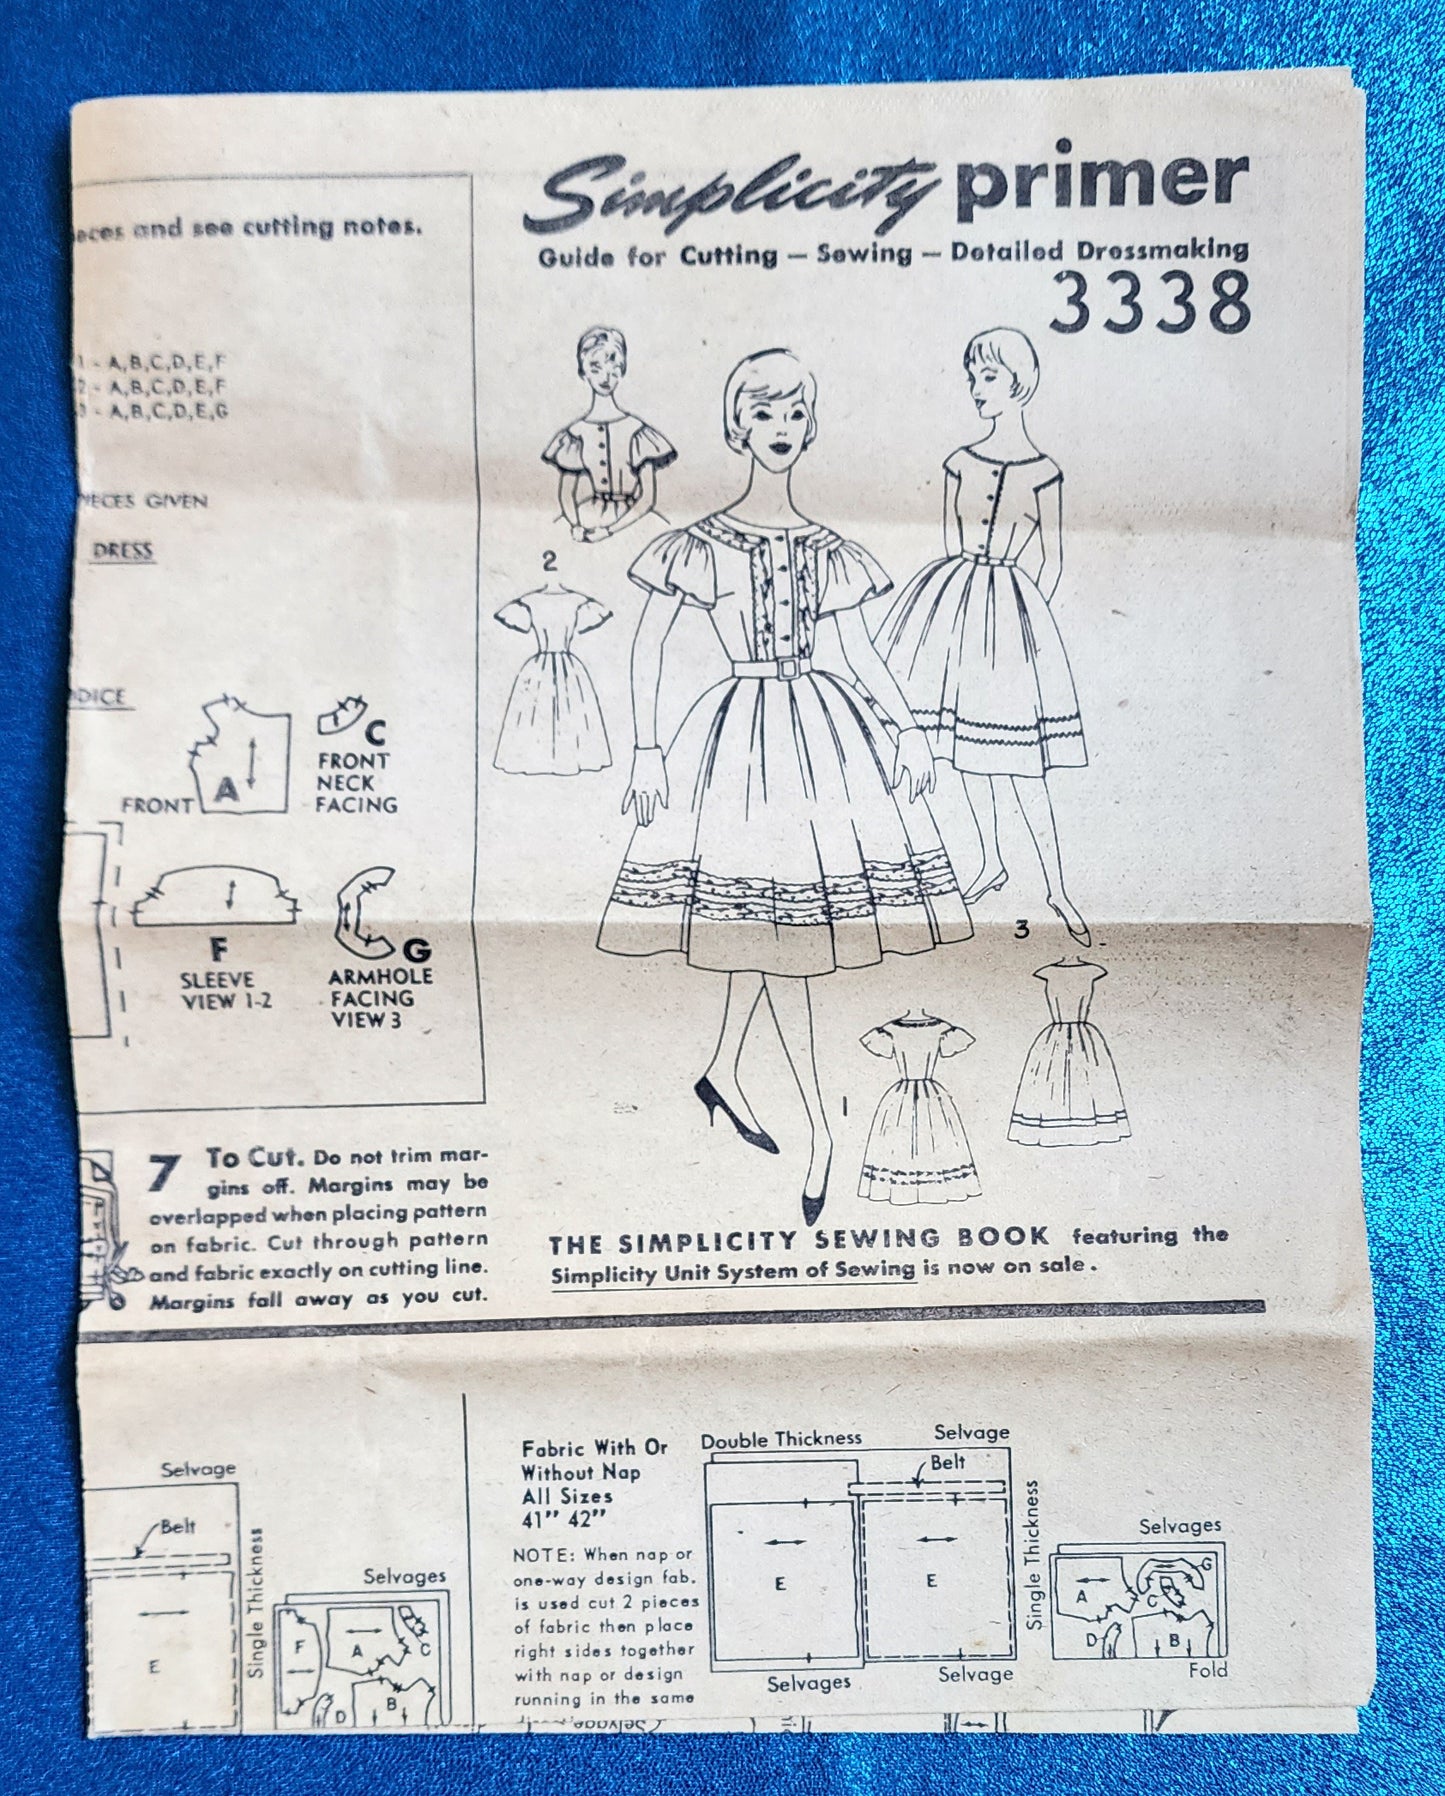 Simplicity primer
Guide for Cutting — Sewing — Detailed Dressmaking
3338
and see cutting notes.
1 - A,B,C,D,E,F
2 - A,B,C,D,E,F
3 - A,B,C,D,E,G
GIVEN
DRESS
A
FRONT
C
FRONT
NECK
FACING
F
SLEEVE
VIEW 1-2
G
ARMHOLE
FACING
VIEW 3
2
3
1
7 To Cut. Do not trim mar-
gins off. Margins may be
overlapped when placing pattern
on fabric. Cut through pattern
and fabric exactly on cutting line.
Margins fall away as you cut.
THE SIMPLICITY SEWING BOOK featuring the
Simplicity Unit System of Sewing is now on sale.
Selvage
Belt
E
Single Thickness
Selvages
F
A
C
D
B
Fabric With Or
Without Nap
All Sizes
41" 42"
NOTE: When nap or
one-way design fab.
is used cut 2 pieces
of fabric then place
right sides together
with nap or design
running in the same
Double Thickness
Selvage
Belt
E
E
Selvages
Selvage
Single Thickness
Selvages
A
G
C
D
B
Fold